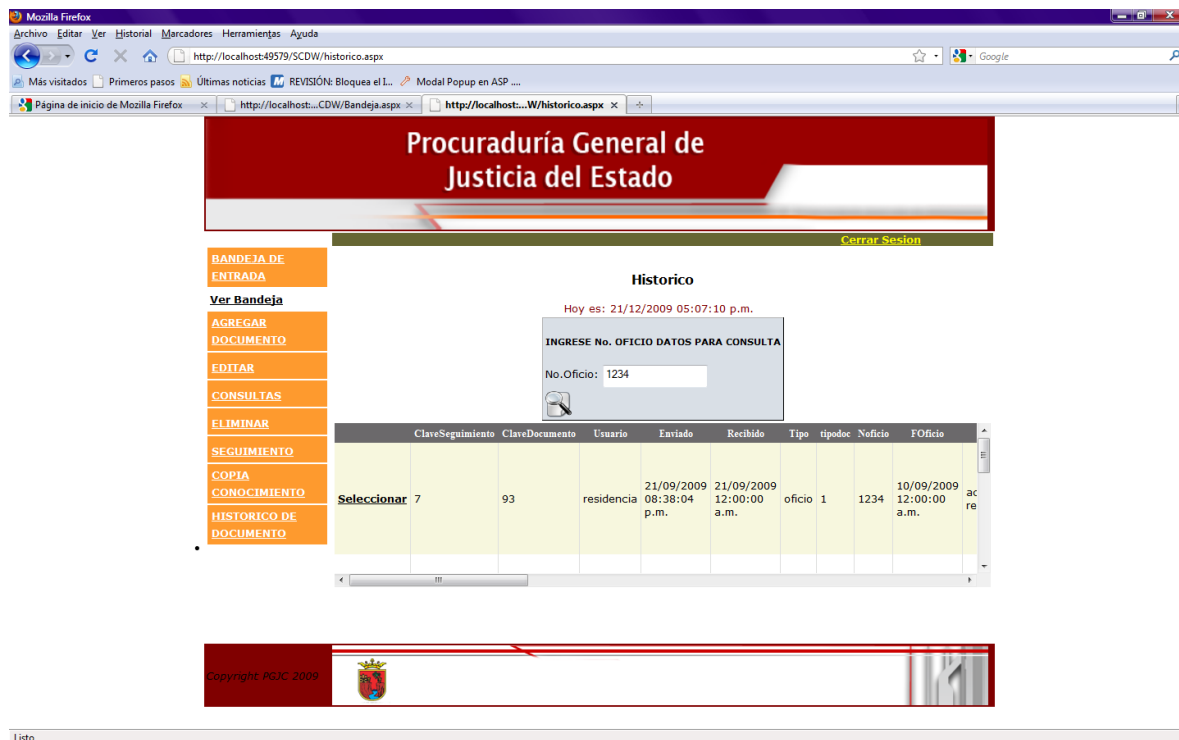 Mozilla Firefox
Archivo Editar Ver Historial Marcadores Herramientas Ayuda
http://localhost:49579/SCDW/historico.aspx
Google
Más visitados Primeros pasos Últimas noticias REVISIÓN: Bloquea el I... Modal Popup en ASP ....
Página de inicio de Mozilla Firefox http://localhost:...CDW/Bandeja.aspx http://localhost:...W/historico.aspx
Procuraduría General de
Justicia del Estado
Cerrar Sesion
BANDEJA DE
ENTRADA
Ver Bandeja
AGREGAR
DOCUMENTO
EDITAR
CONSULTAS
ELIMINAR
SEGUIMIENTO
COPIA
CONOCIMIENTO
HISTORICO DE
DOCUMENTO
Historico
Hoy es: 21/12/2009 05:07:10 p.m.
INGRESE No. OFICIO DATOS PARA CONSULTA
No.Oficio: 1234
ClaveSeguimiento ClaveDocumento Usuario Enviado Recibido Tipo tipodoc Noficio FOficio
21/09/2009 21/09/2009 10/09/2009
Seleccionar 7 93 residencia 08:38:04 12:00:00 oficio 1 1234 12:00:00 ac
p.m. a.m. a.m. re
Copyright PGJC 2009
Listo